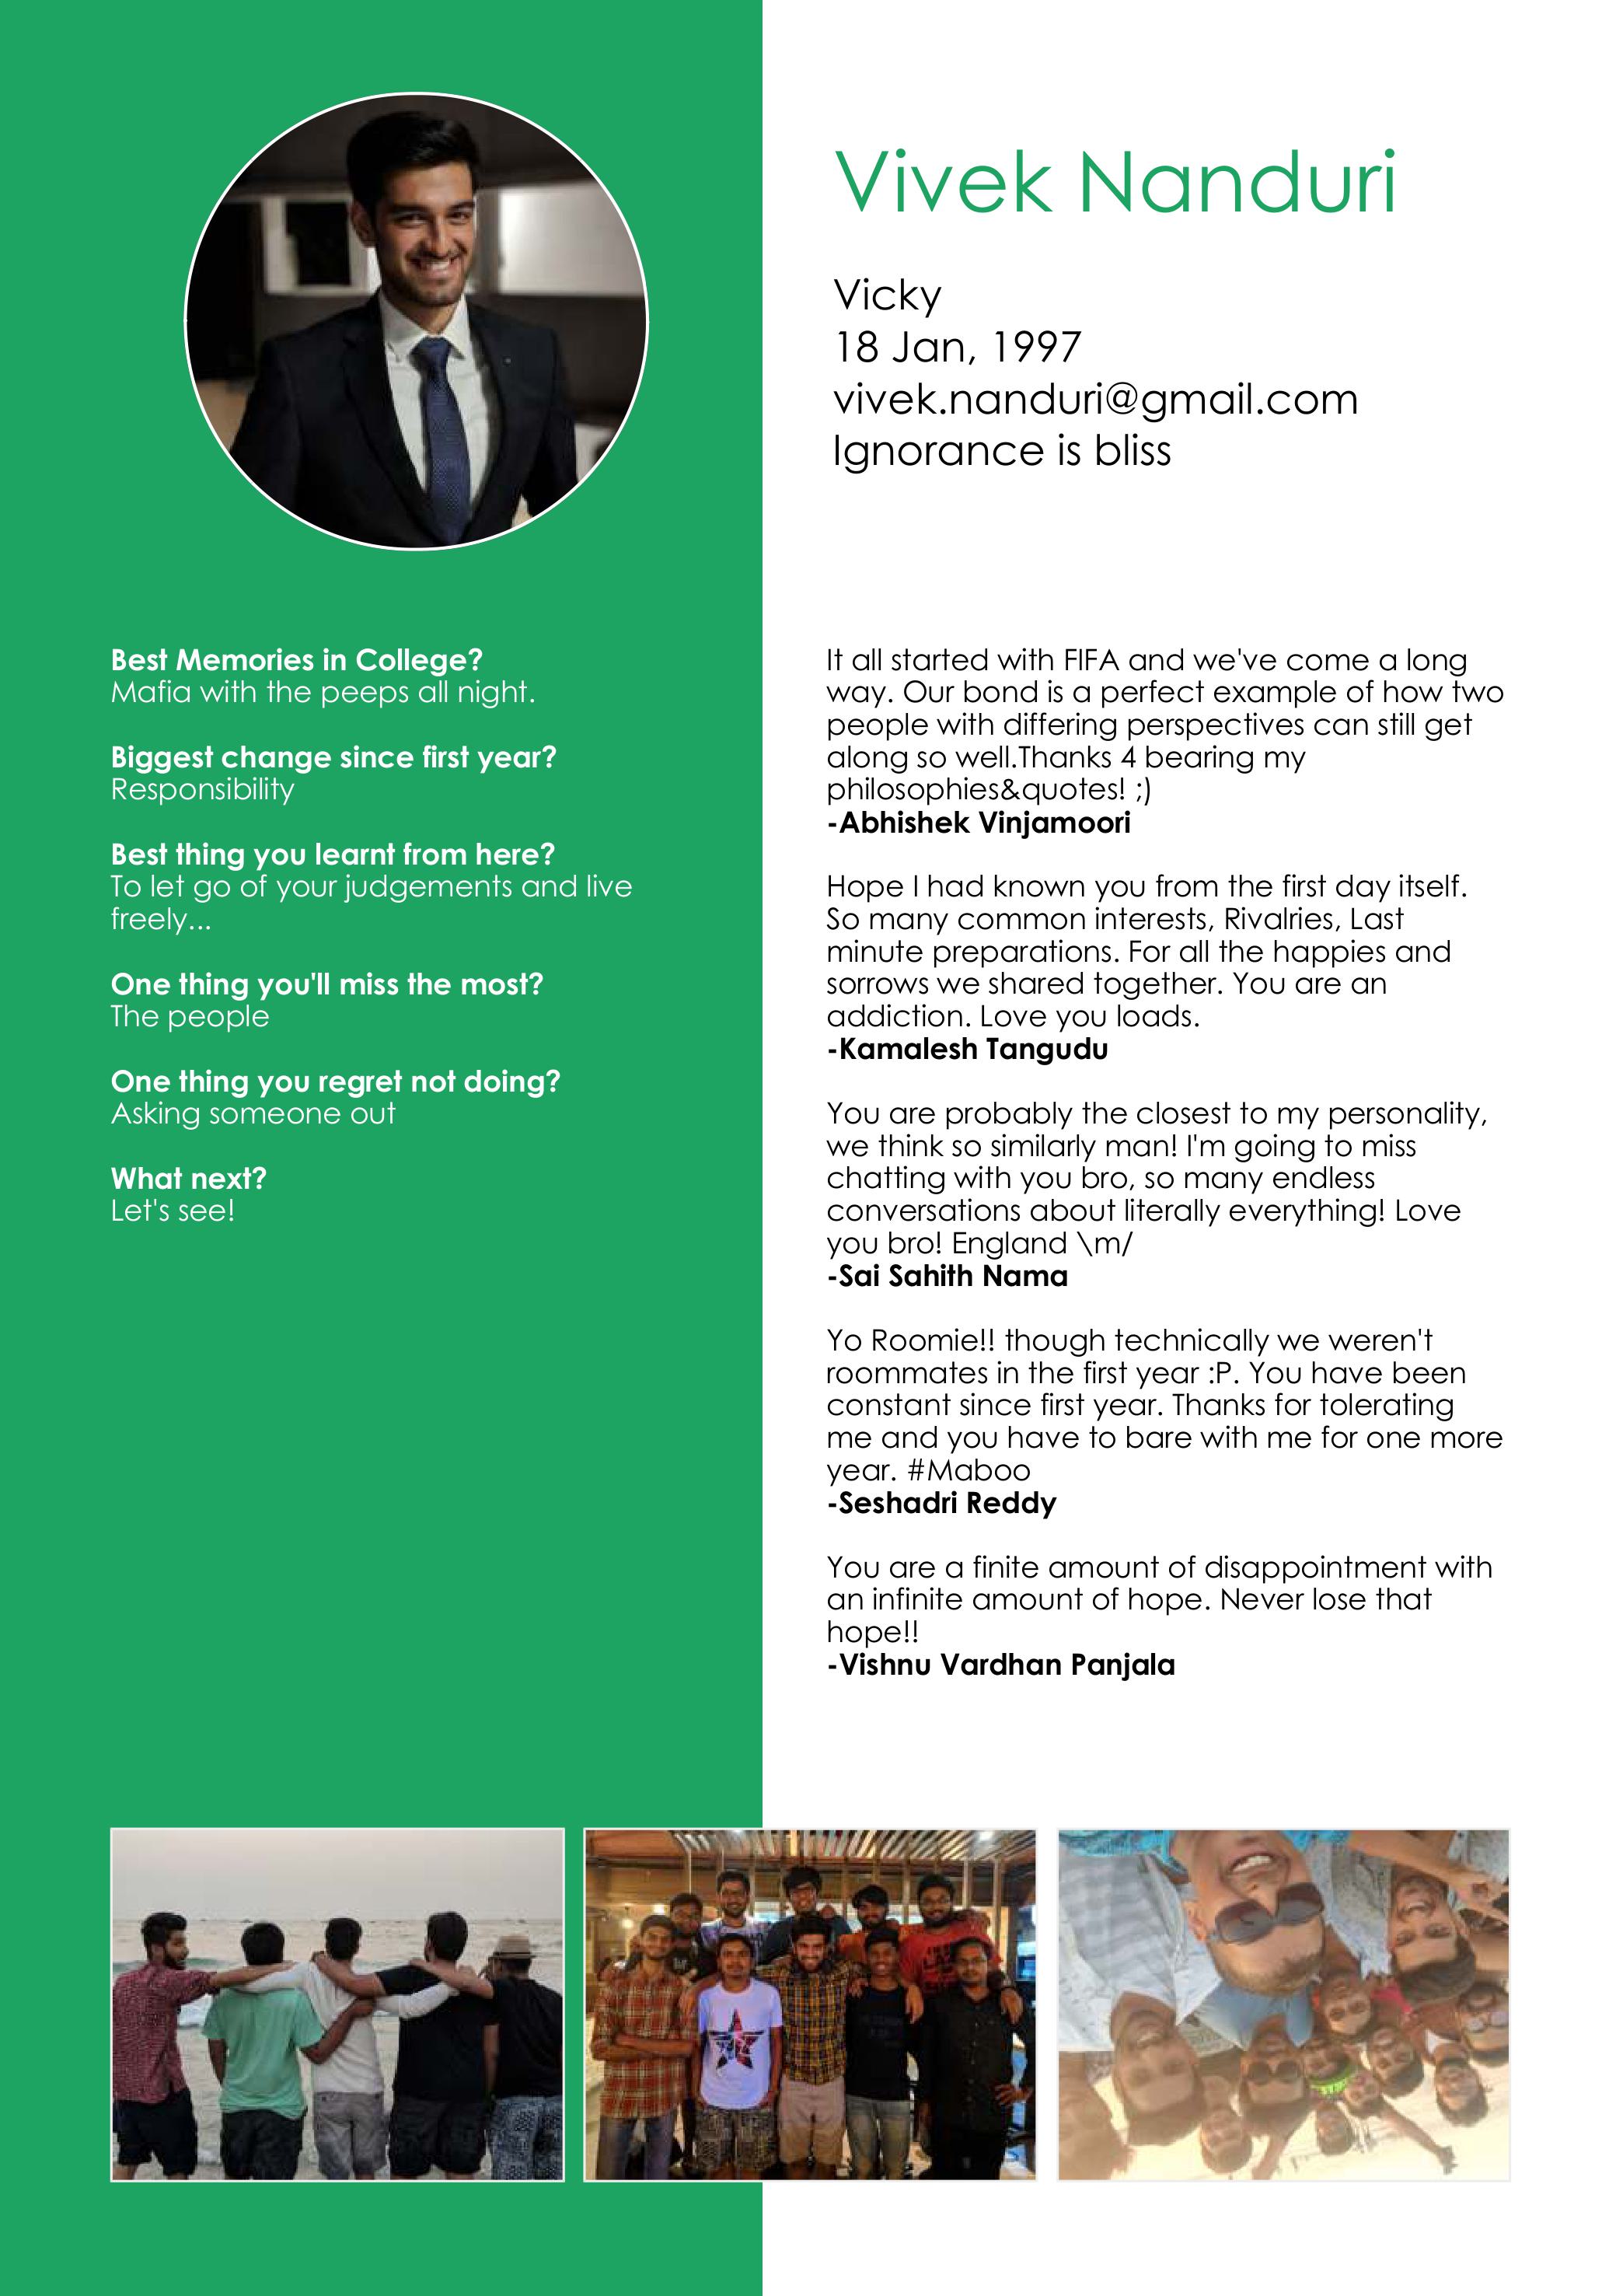 Vivek Nanduri
Vicky
18 Jan, 1997
vivek.nanduri@gmail.com
Ignorance is bliss
Best Memories in College?
Mafia with the peeps all night.
Biggest change since first year?
Responsibility
Best thing you learnt from here?
To let go of your judgements and live
freely...
One thing you'll miss the most?
The people
One thing you regret not doing?
Asking someone out
What next?
Let's see!
It all started with FIFA and we've come a long
way. Our bond is a perfect example of how two
people with differing perspectives can still get
along so well.Thanks 4 bearing my
philosophies&quotes! ;)
-Abhishek Vinjamoori
Hope I had known you from the first day itself.
So many common interests, Rivalries, Last
minute preparations. For all the happies and
sorrows we shared together. You are an
addiction. Love you loads.
-Kamalesh Tangudu
You are probably the closest to my personality,
we think so similarly man! I'm going to miss
chatting with you bro, so many endless
conversations about literally everything! Love
you bro! England \m/
-Sai Sahith Nama
Yo Roomie!! though technically we weren't
roommates in the first year :P. You have been
constant since first year. Thanks for tolerating
me and you have to bare with me for one more
year. #Maboo
-Seshadri Reddy
You are a finite amount of disappointment with
an infinite amount of hope. Never lose that
hope!!
-Vishnu Vardhan Panjala